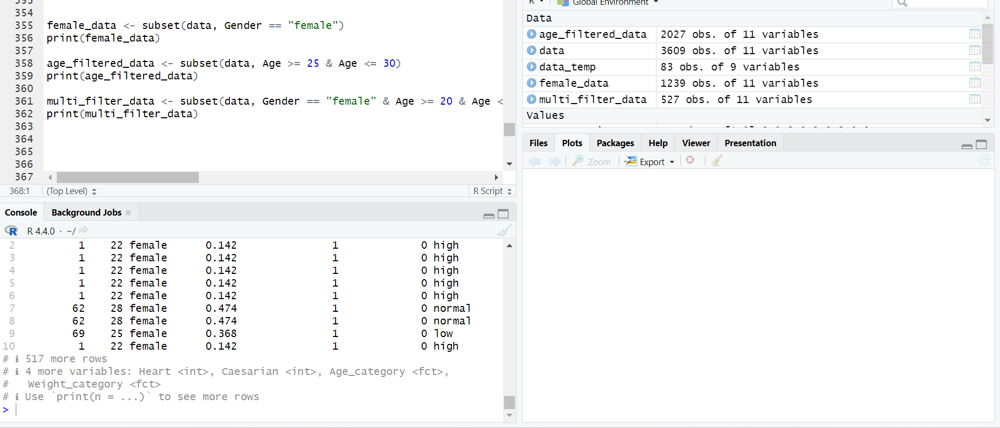 353
354
355 female_data <- subset(data, Gender == "female")
356 print(female_data)
357
358 age_filtered_data <- subset(data, Age >= 25 & Age <= 30)
359 print(age_filtered_data)
360
361 multi_filter_data <- subset(data, Gender == "female" & Age >= 20 & Age <
362 print(multi_filter_data)
363
364
365
366
367
368:1 (Top Level) R Script
Console Background Jobs
R 4.4.0 · ~/
2 1 22 female 0.142 1 0 high
3 1 22 female 0.142 1 0 high
4 1 22 female 0.142 1 0 high
5 1 22 female 0.142 1 0 high
6 1 22 female 0.142 1 0 high
7 62 28 female 0.474 1 0 normal
8 62 28 female 0.474 1 0 normal
9 69 25 female 0.368 1 0 low
10 1 22 female 0.142 1 0 high
# ℹ 517 more rows
# ℹ 4 more variables: Heart <int>, Caesarian <int>, Age_category <fct>,
# Weight_category <fct>
# ℹ Use `print(n = ...)` to see more rows
>
R Global Environment
Data
age_filtered_data 2027 obs. of 11 variables
data 3609 obs. of 11 variables
data_temp 83 obs. of 9 variables
female_data 1239 obs. of 11 variables
multi_filter_data 527 obs. of 11 variables
Values
Files Plots Packages Help Viewer Presentation
Zoom Export